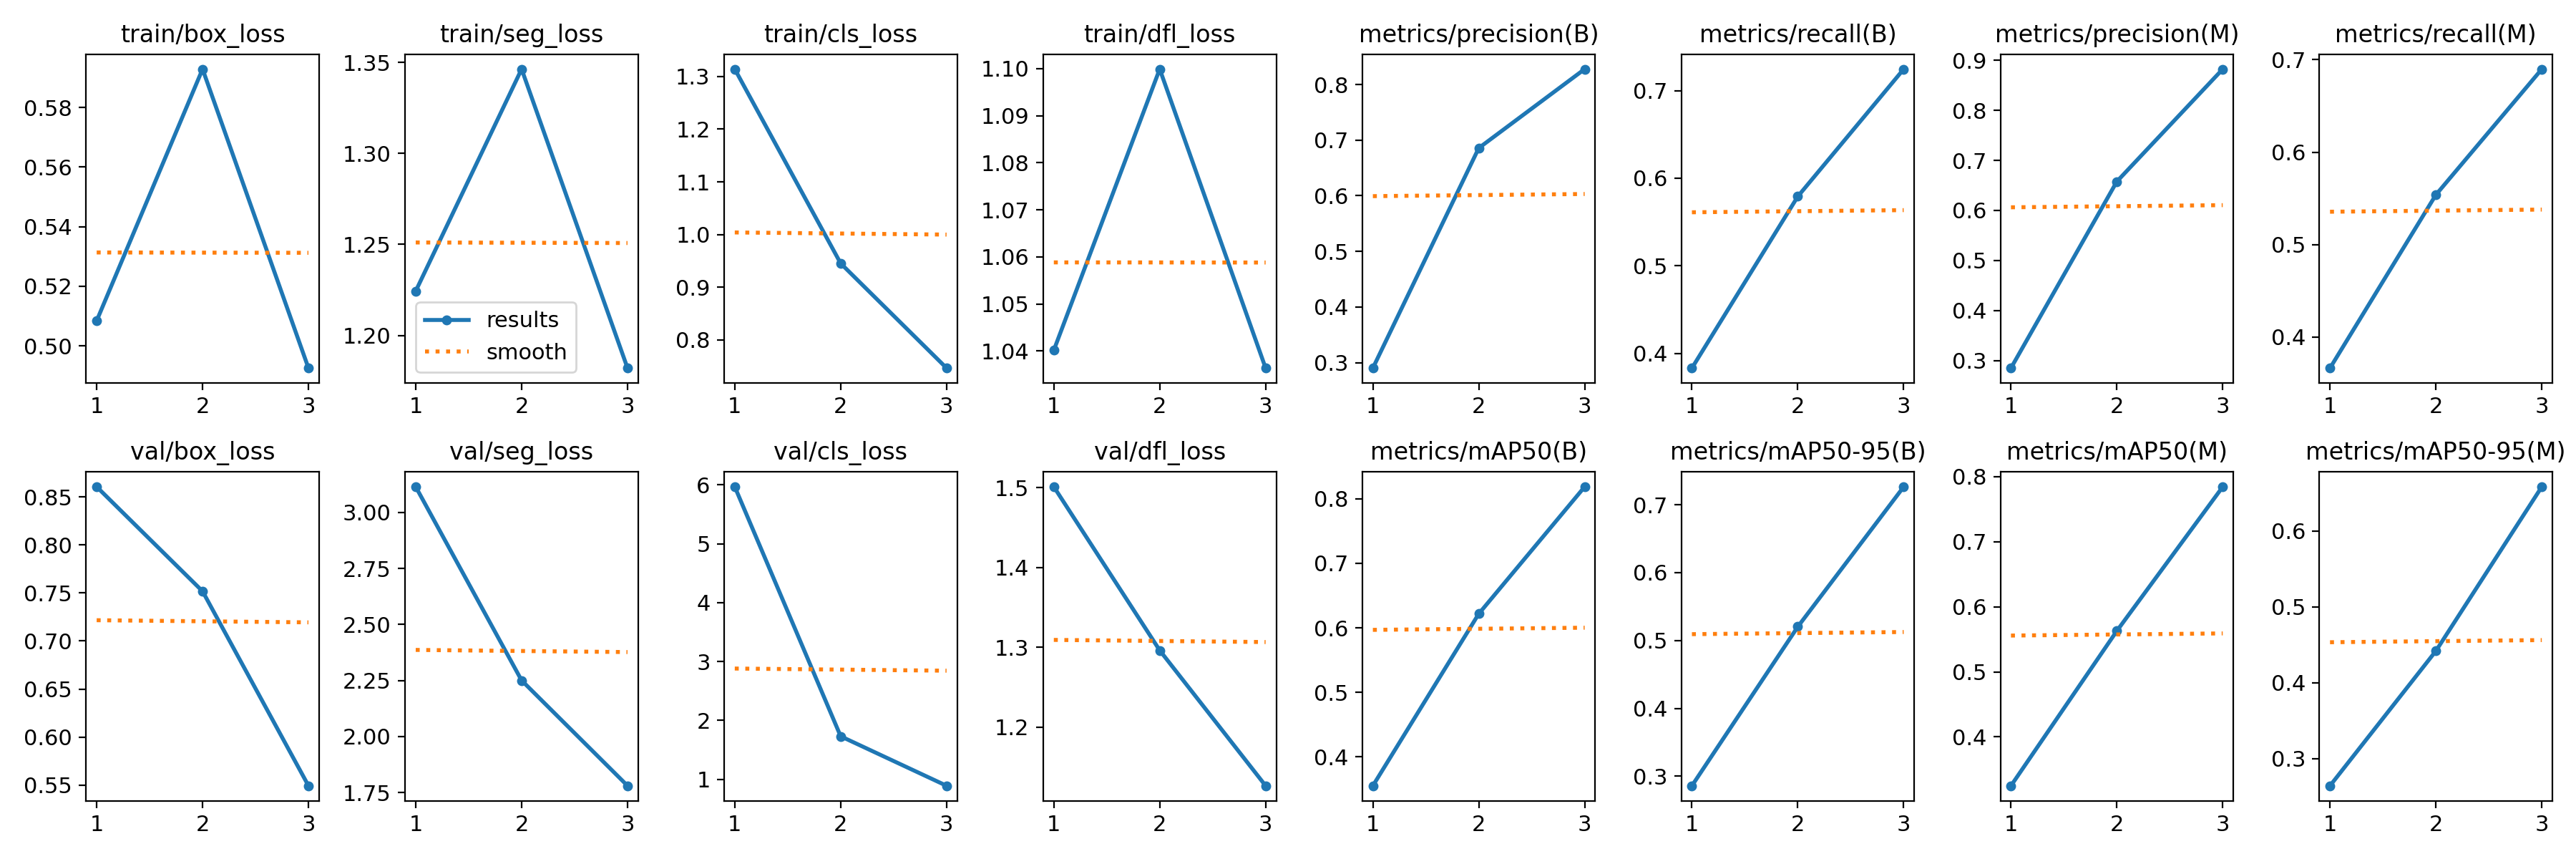 train/box_loss
train/seg_loss
train/cls_loss
train/dfl_loss
metrics/precision(B)
metrics/recall(B)
metrics/precision(M)
metrics/recall(M)
0.58
0.56
0.54
0.52
0.50
1 2 3
1.35
1.30
1.25
1.20
results
smooth
1 2 3
1.3
1.2
1.1
1.0
0.9
0.8
1 2 3
1.10
1.09
1.08
1.07
1.06
1.05
1.04
1 2 3
0.8
0.7
0.6
0.5
0.4
0.3
1 2 3
0.7
0.6
0.5
0.4
1 2 3
0.9
0.8
0.7
0.6
0.5
0.4
0.3
1 2 3
0.7
0.6
0.5
0.4
1 2 3
val/box_loss
val/seg_loss
val/cls_loss
val/dfl_loss
metrics/mAP50(B)
metrics/mAP50-95(B)
metrics/mAP50(M)
metrics/mAP50-95(M)
0.85
0.80
0.75
0.70
0.65
0.60
0.55
1 2 3
3.00
2.75
2.50
2.25
2.00
1.75
1 2 3
6
5
4
3
2
1
1 2 3
1.5
1.4
1.3
1.2
1 2 3
0.8
0.7
0.6
0.5
0.4
1 2 3
0.7
0.6
0.5
0.4
0.3
1 2 3
0.8
0.7
0.6
0.5
0.4
1 2 3
0.6
0.5
0.4
0.3
1 2 3